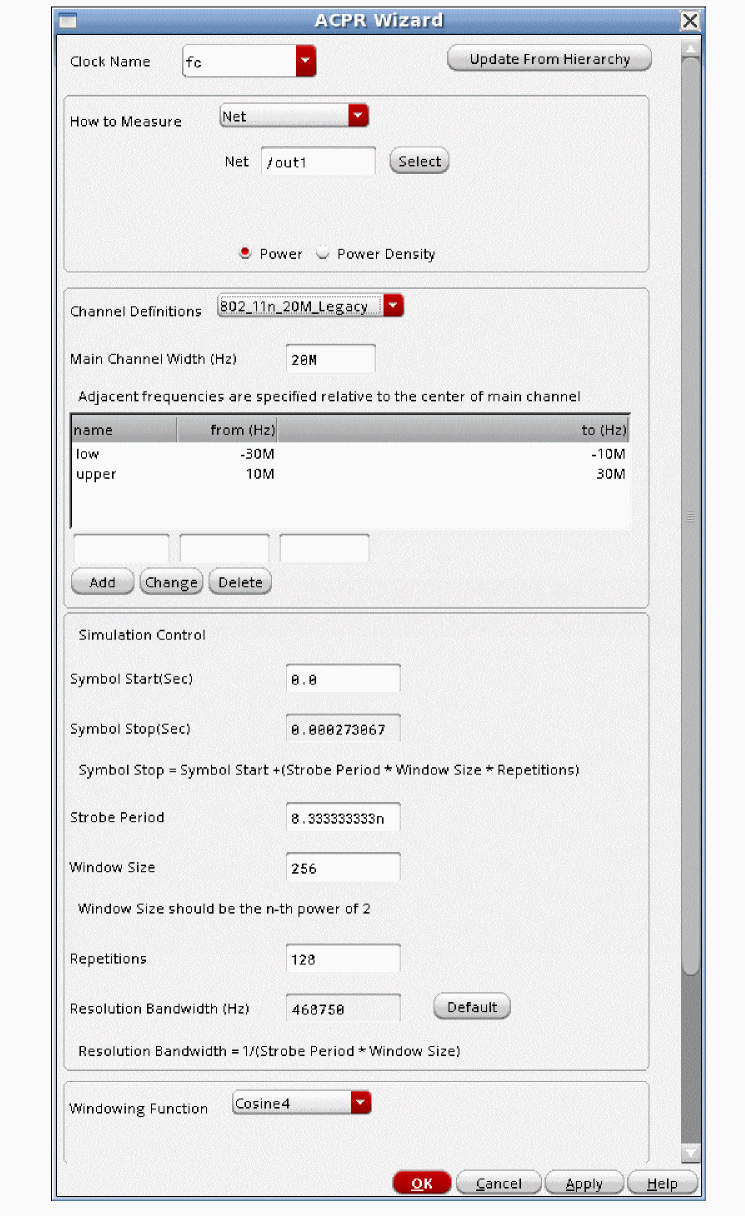 ACPR Wizard
Clock Name fc Update From Hierarchy
How to Measure Net
Net /out1 Select
Power Power Density
Channel Definitions 802_11n_20M_Legacy
Main Channel Width (Hz) 20M
Adjacent frequencies are specified relative to the center of main channel
name from (Hz) to (Hz)
low -30M -10M
upper 10M 30M
Add Change Delete
Simulation Control
Symbol Start(Sec) 0.0
Symbol Stop(Sec) 0.000273067
Symbol Stop = Symbol Start +(Strobe Period * Window Size * Repetitions)
Strobe Period 8.333333333n
Window Size 256
Window Size should be the n-th power of 2
Repetitions 128
Resolution Bandwidth (Hz) 468750 Default
Resolution Bandwidth = 1/(Strobe Period * Window Size)
Windowing Function Cosine4
OK Cancel Apply Help